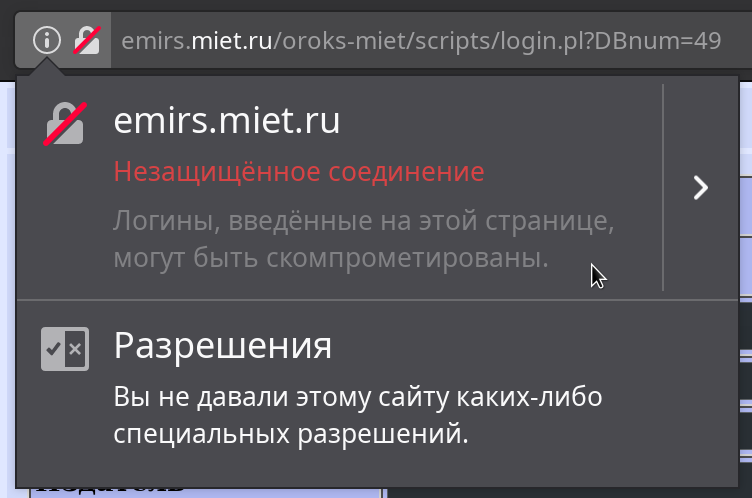 emirs.miet.ru/oroks-miet/scripts/login.pl?DBnum=49
emirs.miet.ru
Незащищённое соединение
Логины, введённые на этой странице,
могут быть скомпрометированы.
Разрешения
Вы не давали этому сайту каких-либо
специальных разрешений.